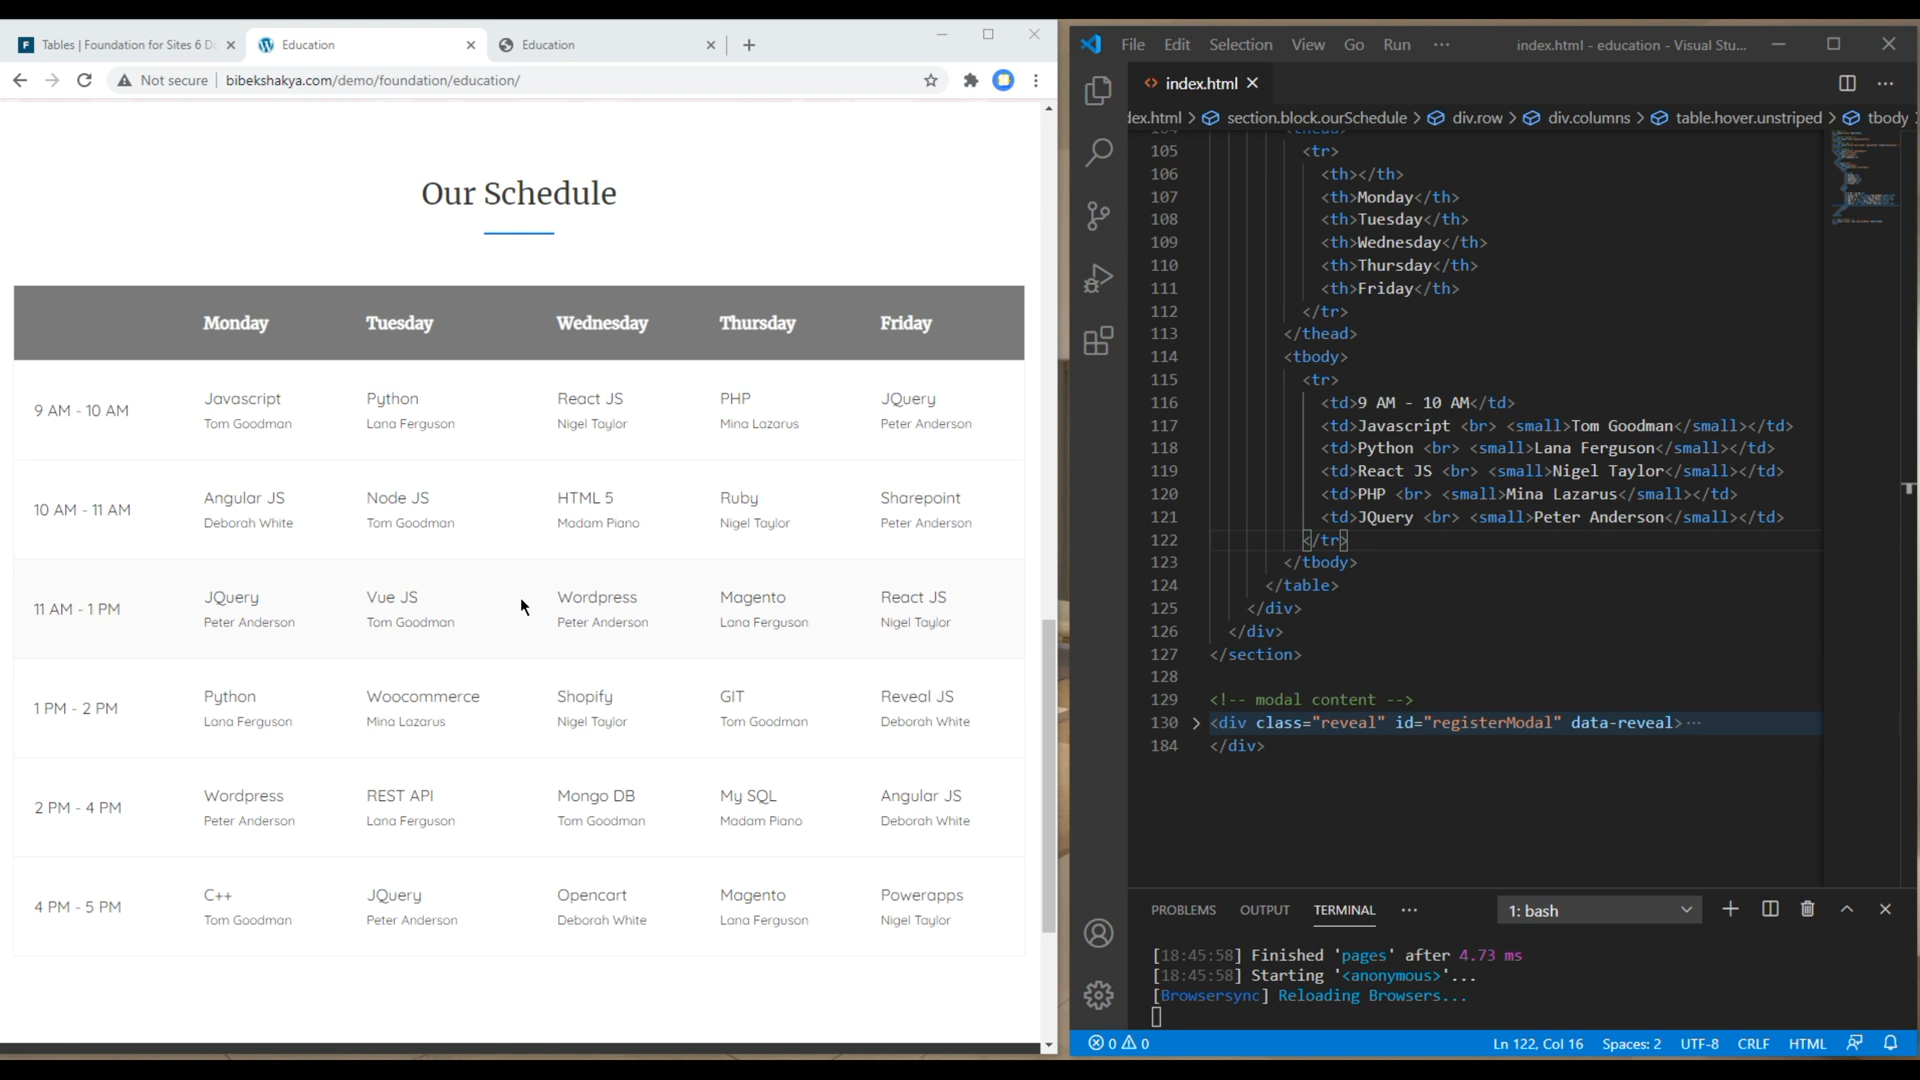 Tables | Foundation for Sites 6 D
Education
Education
Not secure
bibekshakya.com/demo/foundation/education/
Our Schedule
Monday Tuesday Wednesday Thursday Friday
9 AM - 10 AM
Javascript Python React JS PHP JQuery
Tom Goodman Lana Ferguson Nigel Taylor Mina Lazarus Peter Anderson
10 AM - 11 AM
Angular JS Node JS HTML 5 Ruby Sharepoint
Deborah White Tom Goodman Madam Piano Nigel Taylor Peter Anderson
11 AM - 1 PM
JQuery Vue JS Wordpress Magento React JS
Peter Anderson Tom Goodman Peter Anderson Lana Ferguson Nigel Taylor
1 PM - 2 PM
Python Woocommerce Shopify GIT Reveal JS
Lana Ferguson Mina Lazarus Nigel Taylor Tom Goodman Deborah White
2 PM - 4 PM
Wordpress REST API Mongo DB My SQL Angular JS
Peter Anderson Lana Ferguson Tom Goodman Madam Piano Deborah White
4 PM - 5 PM
C++ JQuery Opencart Magento Powerapps
Tom Goodman Peter Anderson Deborah White Lana Ferguson Nigel Taylor
File Edit Selection View Go Run ··· index.html - education - Visual Stu...
index.html
dex.html > section.block.ourSchedule > div.row > div.columns > table.hover.unstriped > tbody
104 <thead>
105 <tr>
106 <th></th>
107 <th>Monday</th>
108 <th>Tuesday</th>
109 <th>Wednesday</th>
110 <th>Thursday</th>
111 <th>Friday</th>
112 </tr>
113 </thead>
114 <tbody>
115 <tr>
116 <td>9 AM - 10 AM</td>
117 <td>Javascript <br> <small>Tom Goodman</small></td>
118 <td>Python <br> <small>Lana Ferguson</small></td>
119 <td>React JS <br> <small>Nigel Taylor</small></td>
120 <td>PHP <br> <small>Mina Lazarus</small></td>
121 <td>JQuery <br> <small>Peter Anderson</small></td>
122 </tr>
123 </tbody>
124 </table>
125 </div>
126 </div>
127 </section>
128
129 <!-- modal content -->
130 <div class="reveal" id="registerModal" data-reveal>···
184 </div>
PROBLEMS OUTPUT TERMINAL ··· 1: bash
[18:45:58] Finished 'pages' after 4.73 ms
[18:45:58] Starting '<anonymous>'...
[Browsersync] Reloading Browsers...
0 0 Ln 122, Col 16 Spaces: 2 UTF-8 CRLF HTML